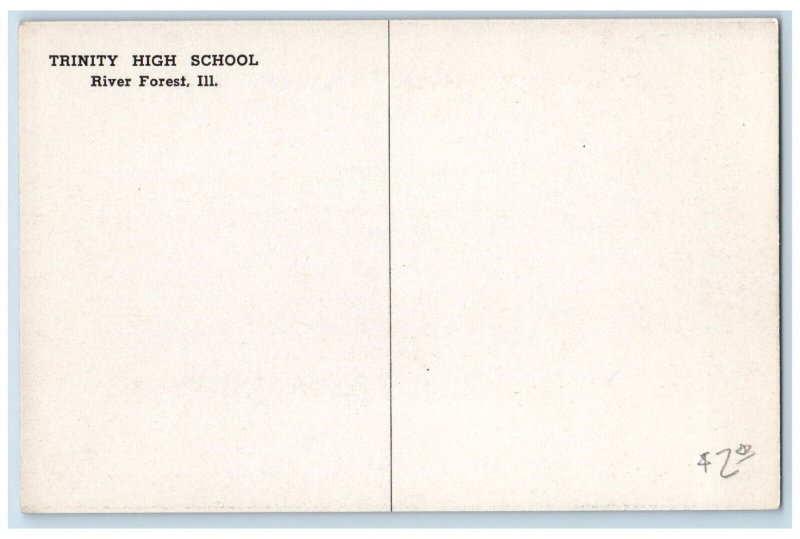 TRINITY HIGH SCHOOL
River Forest, Ill.
$2.00